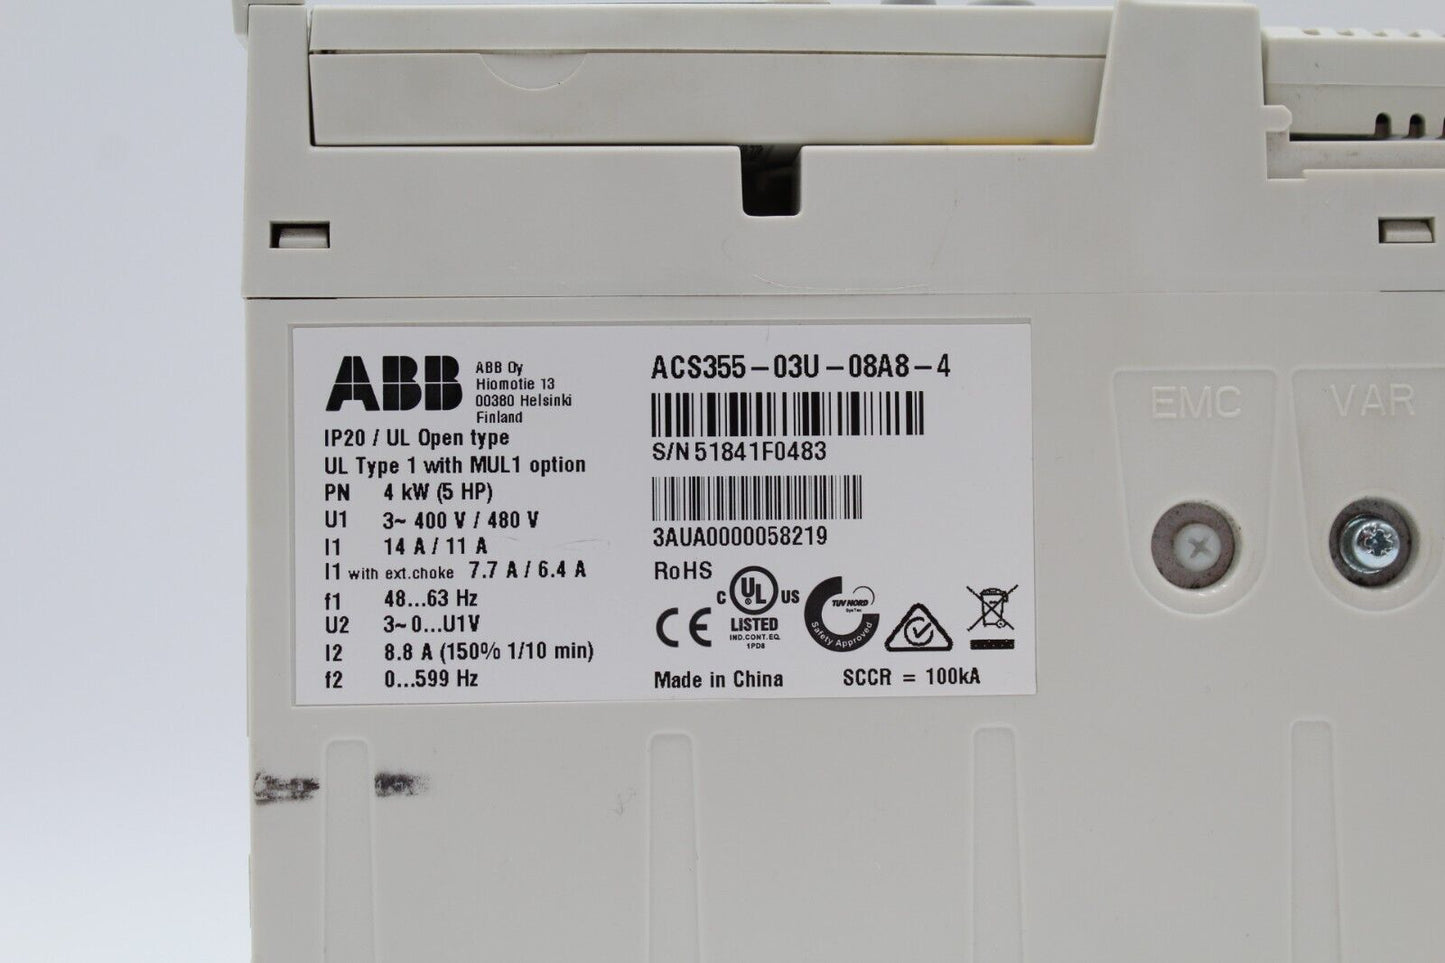 ABB
ABB Oy
Hiomotie 13
00380 Helsinki
Finland
IP20 / UL Open type
UL Type 1 with MUL1 option
PN 4 kW (5 HP)
U1 3~ 400 V / 480 V
I1 14 A / 11 A
I1 with ext.choke 7.7 A / 6.4 A
f1 48...63 Hz
U2 3~ 0...U1V
I2 8.8 A (150% 1/10 min)
f2 0...599 Hz
ACS355-03U-08A8-4
S/N 51841F0483
3AUA0000058219
RoHS
CE
C UL US
LISTED
IND.CONT.EQ.
1PD8
TUV NORD
SysTec
Safety Approved
Made in China
SCCR = 100kA
EMC
VAR